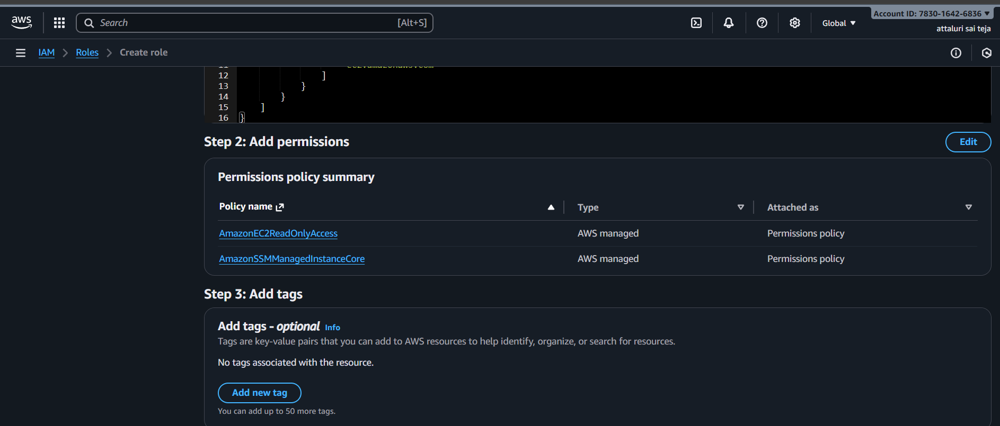 aws
Search [Alt+S]
Global
Account ID: 7830-1642-6836
attaluri sai teja
IAM Roles Create role
12 ]
13 }
14 }
15 ]
16 }
Step 2: Add permissions
Edit
Permissions policy summary
Policy name Type Attached as
AmazonEC2ReadOnlyAccess AWS managed Permissions policy
AmazonSSMManagedInstanceCore AWS managed Permissions policy
Step 3: Add tags
Add tags - optional Info
Tags are key-value pairs that you can add to AWS resources to help identify, organize, or search for resources.
No tags associated with the resource.
Add new tag
You can add up to 50 more tags.